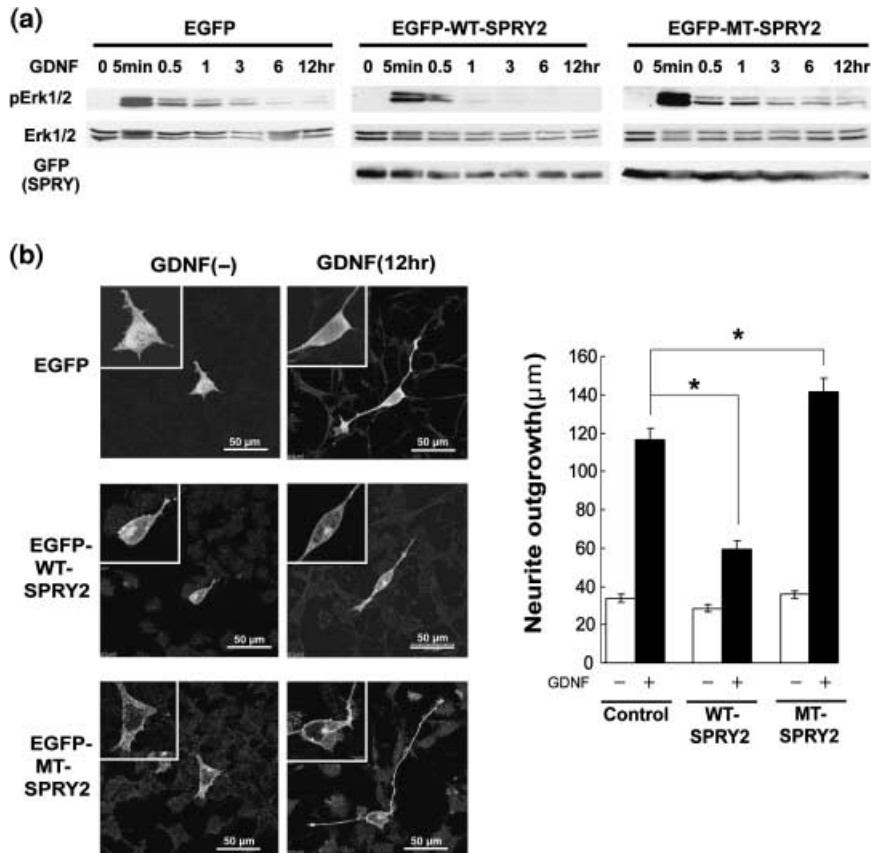 (a)
EGFP
EGFP-WT-SPRY2
EGFP-MT-SPRY2
GDNF 0 5min 0.5 1 3 6 12hr 0 5min 0.5 1 3 6 12hr 0 5min 0.5 1 3 6 12hr
pErk1/2
Erk1/2
GFP
(SPRY)
(b)
GDNF(−)
GDNF(12hr)
EGFP
50 µm
50 µm
EGFP-
WT-
SPRY2
50 µm
50 µm
EGFP-
MT-
SPRY2
50 µm
50 µm
Neurite outgrowth(µm)
160
140
120
100
80
60
40
20
0
*
*
GDNF − + − + − +
Control
WT-
SPRY2
MT-
SPRY2